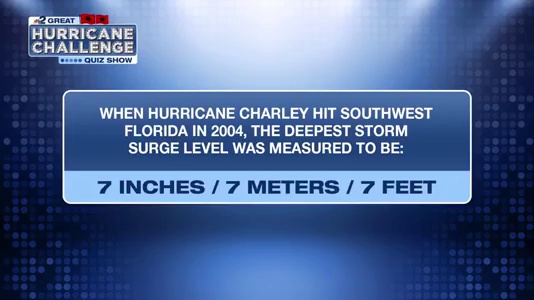 2 GREAT
HURRICANE
CHALLENGE
QUIZ SHOW
WHEN HURRICANE CHARLEY HIT SOUTHWEST
FLORIDA IN 2004, THE DEEPEST STORM
SURGE LEVEL WAS MEASURED TO BE:
7 INCHES / 7 METERS / 7 FEET